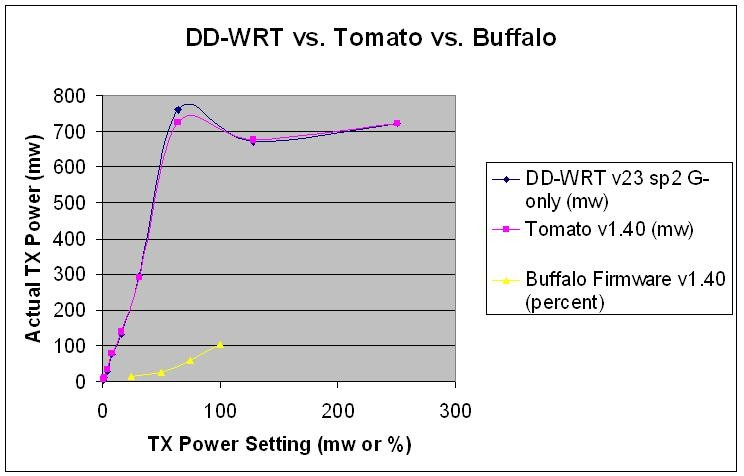 DD-WRT vs. Tomato vs. Buffalo
Actual TX Power (mw)
800
700
600
500
400
300
200
100
0
0
100
200
300
TX Power Setting (mw or %)
DD-WRT v23 sp2 G-
only (mw)
Tomato v1.40 (mw)
Buffalo Firmware v1.40
(percent)